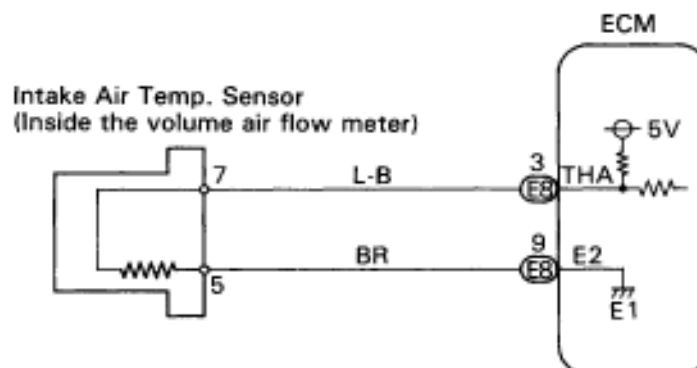 ECM
Intake Air Temp. Sensor
(Inside the volume air flow meter)
5V
7
L-B
3
E8
THA
5
BR
9
E8
E2
E1